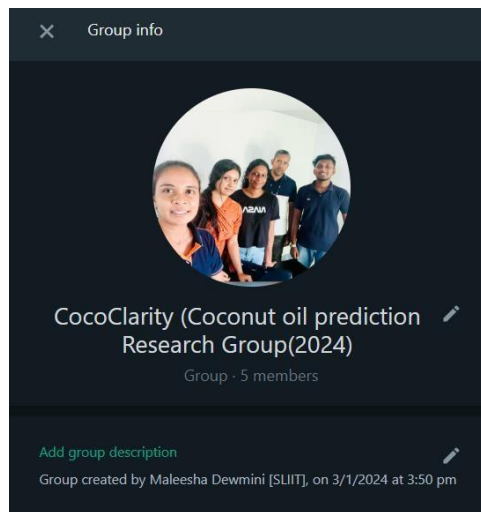 Group info
CocoClarity (Coconut oil prediction
Research Group(2024)
Group · 5 members
Add group description
Group created by Maleesha Dewmini [SLIIT], on 3/1/2024 at 3:50 pm